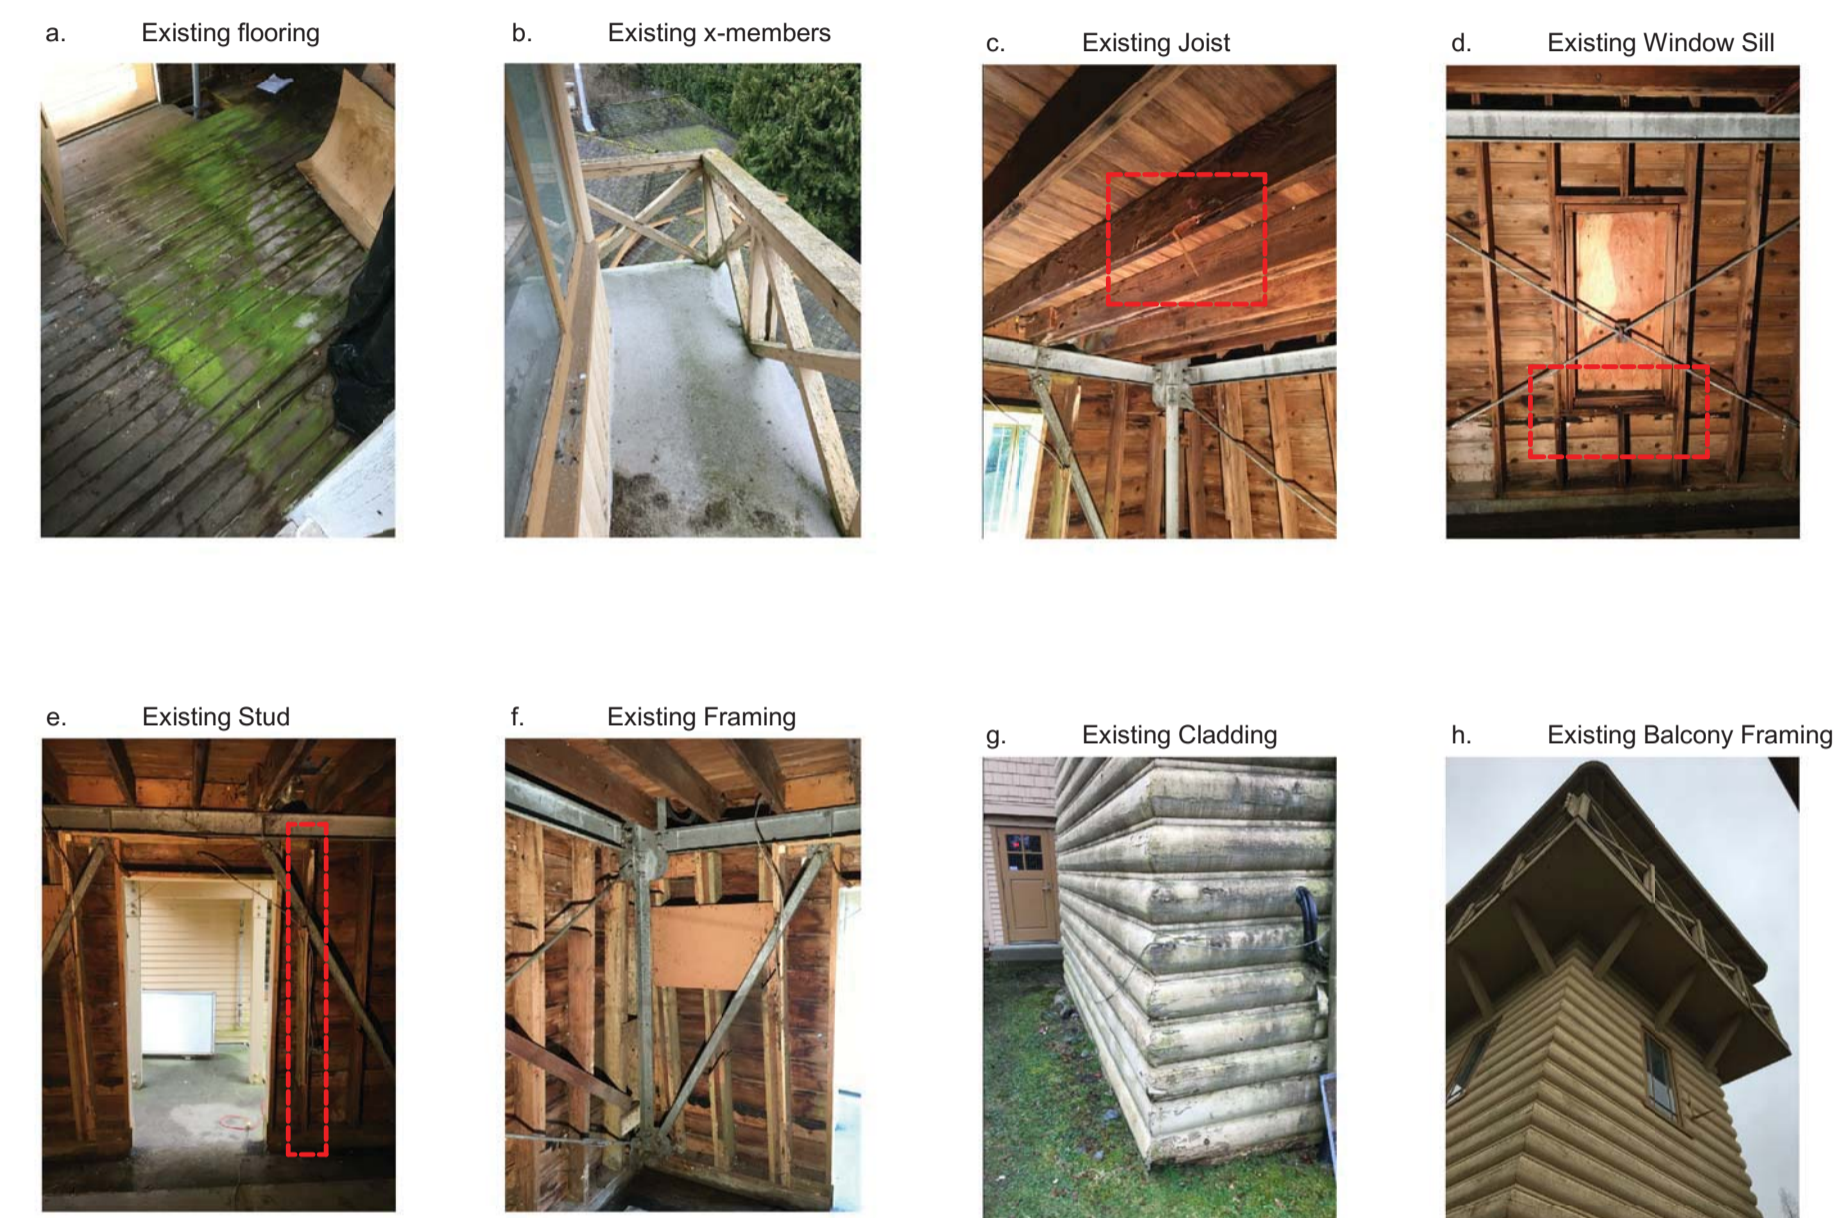 a. Existing flooring
b. Existing x-members
c. Existing Joist
d. Existing Window Sill
e. Existing Stud
f. Existing Framing
g. Existing Cladding
h. Existing Balcony Framing